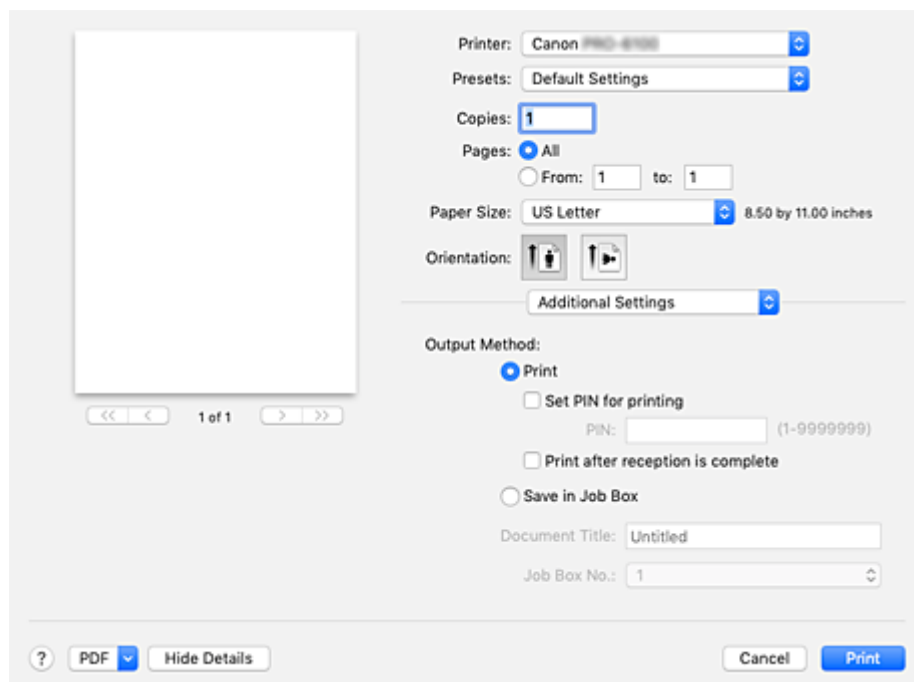 Printer: Canon
Presets: Default Settings
Copies: 1
Pages: All
From: 1 to: 1
Paper Size: US Letter 8.50 by 11.00 inches
Orientation:
Additional Settings
Output Method:
Print
Set PIN for printing
PIN: (1-9999999)
Print after reception is complete
Save in Job Box
Document Title: Untitled
Job Box No.: 1
<< < 1 of 1 > >>
? PDF Hide Details Cancel Print